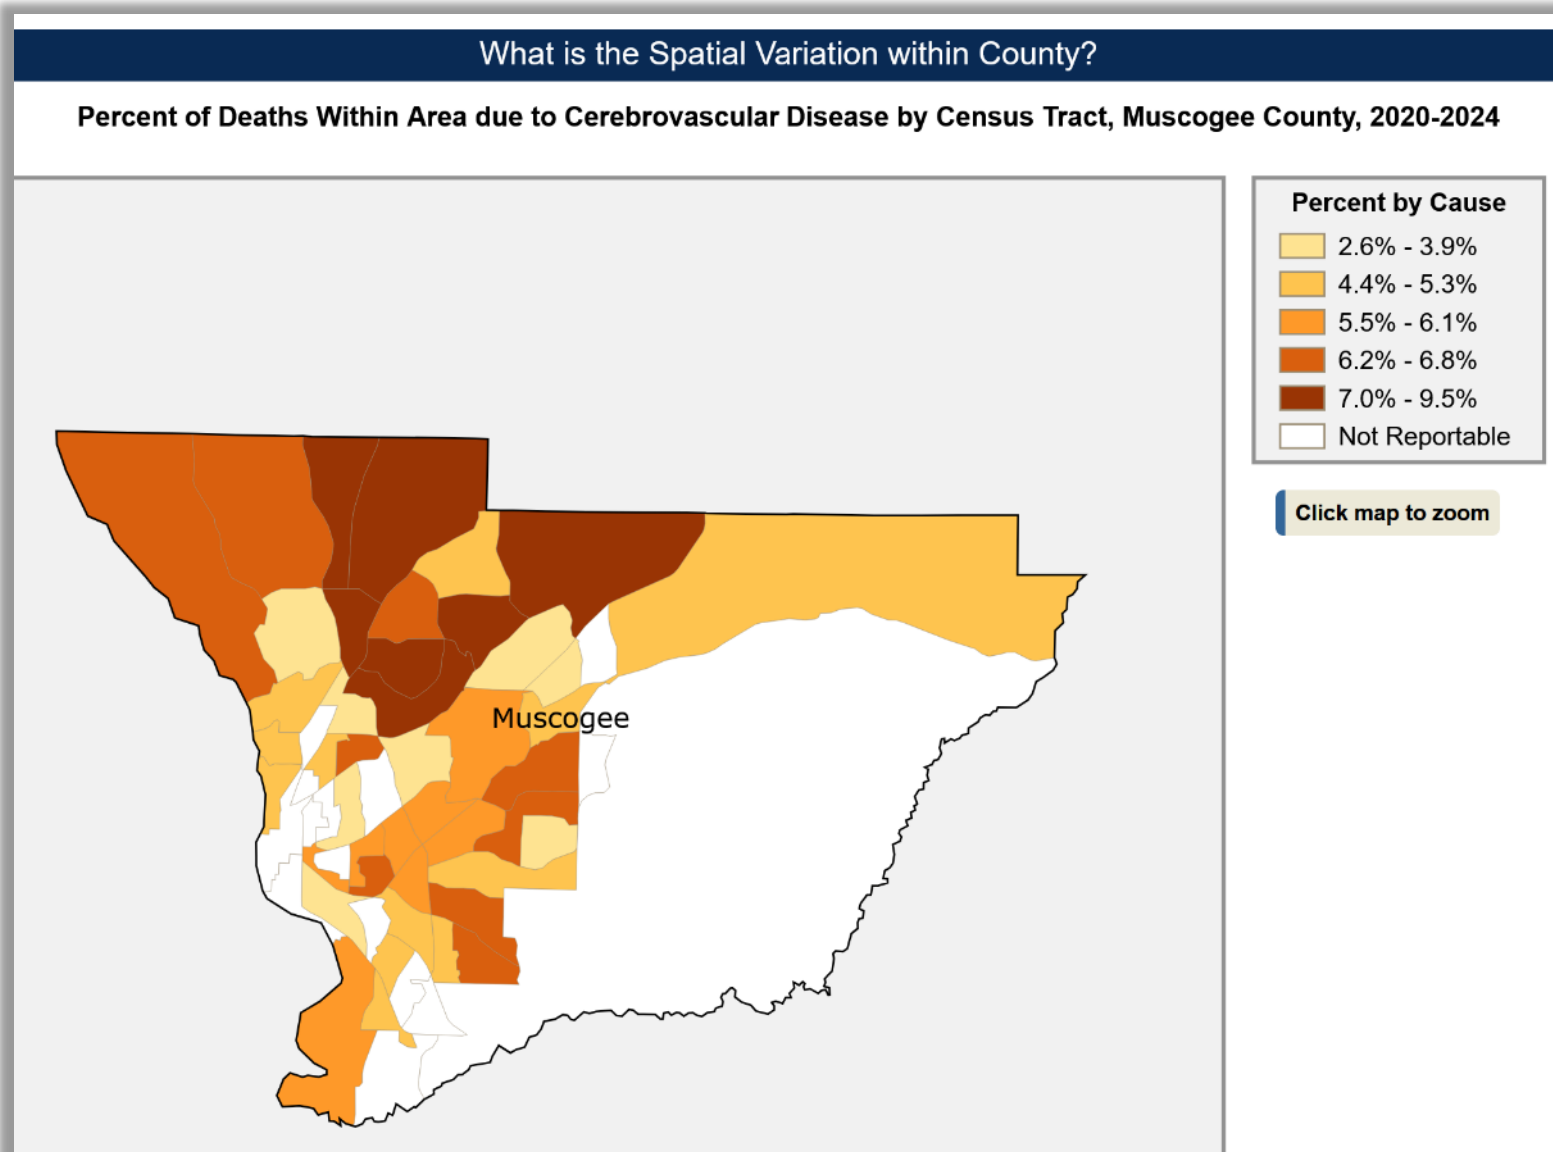 What is the Spatial Variation within County?
Percent of Deaths Within Area due to Cerebrovascular Disease by Census Tract, Muscogee County, 2020-2024
Percent by Cause
2.6% - 3.9%
4.4% - 5.3%
5.5% - 6.1%
6.2% - 6.8%
7.0% - 9.5%
Not Reportable
Click map to zoom
Muscogee